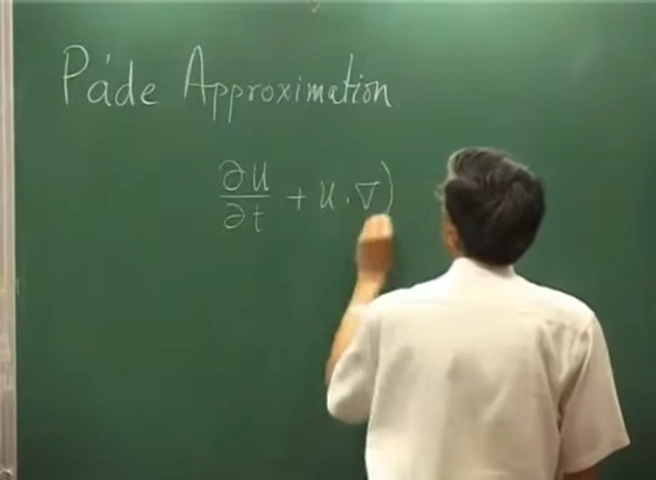 Páde Approximation
∂u/∂t + u · ∇)